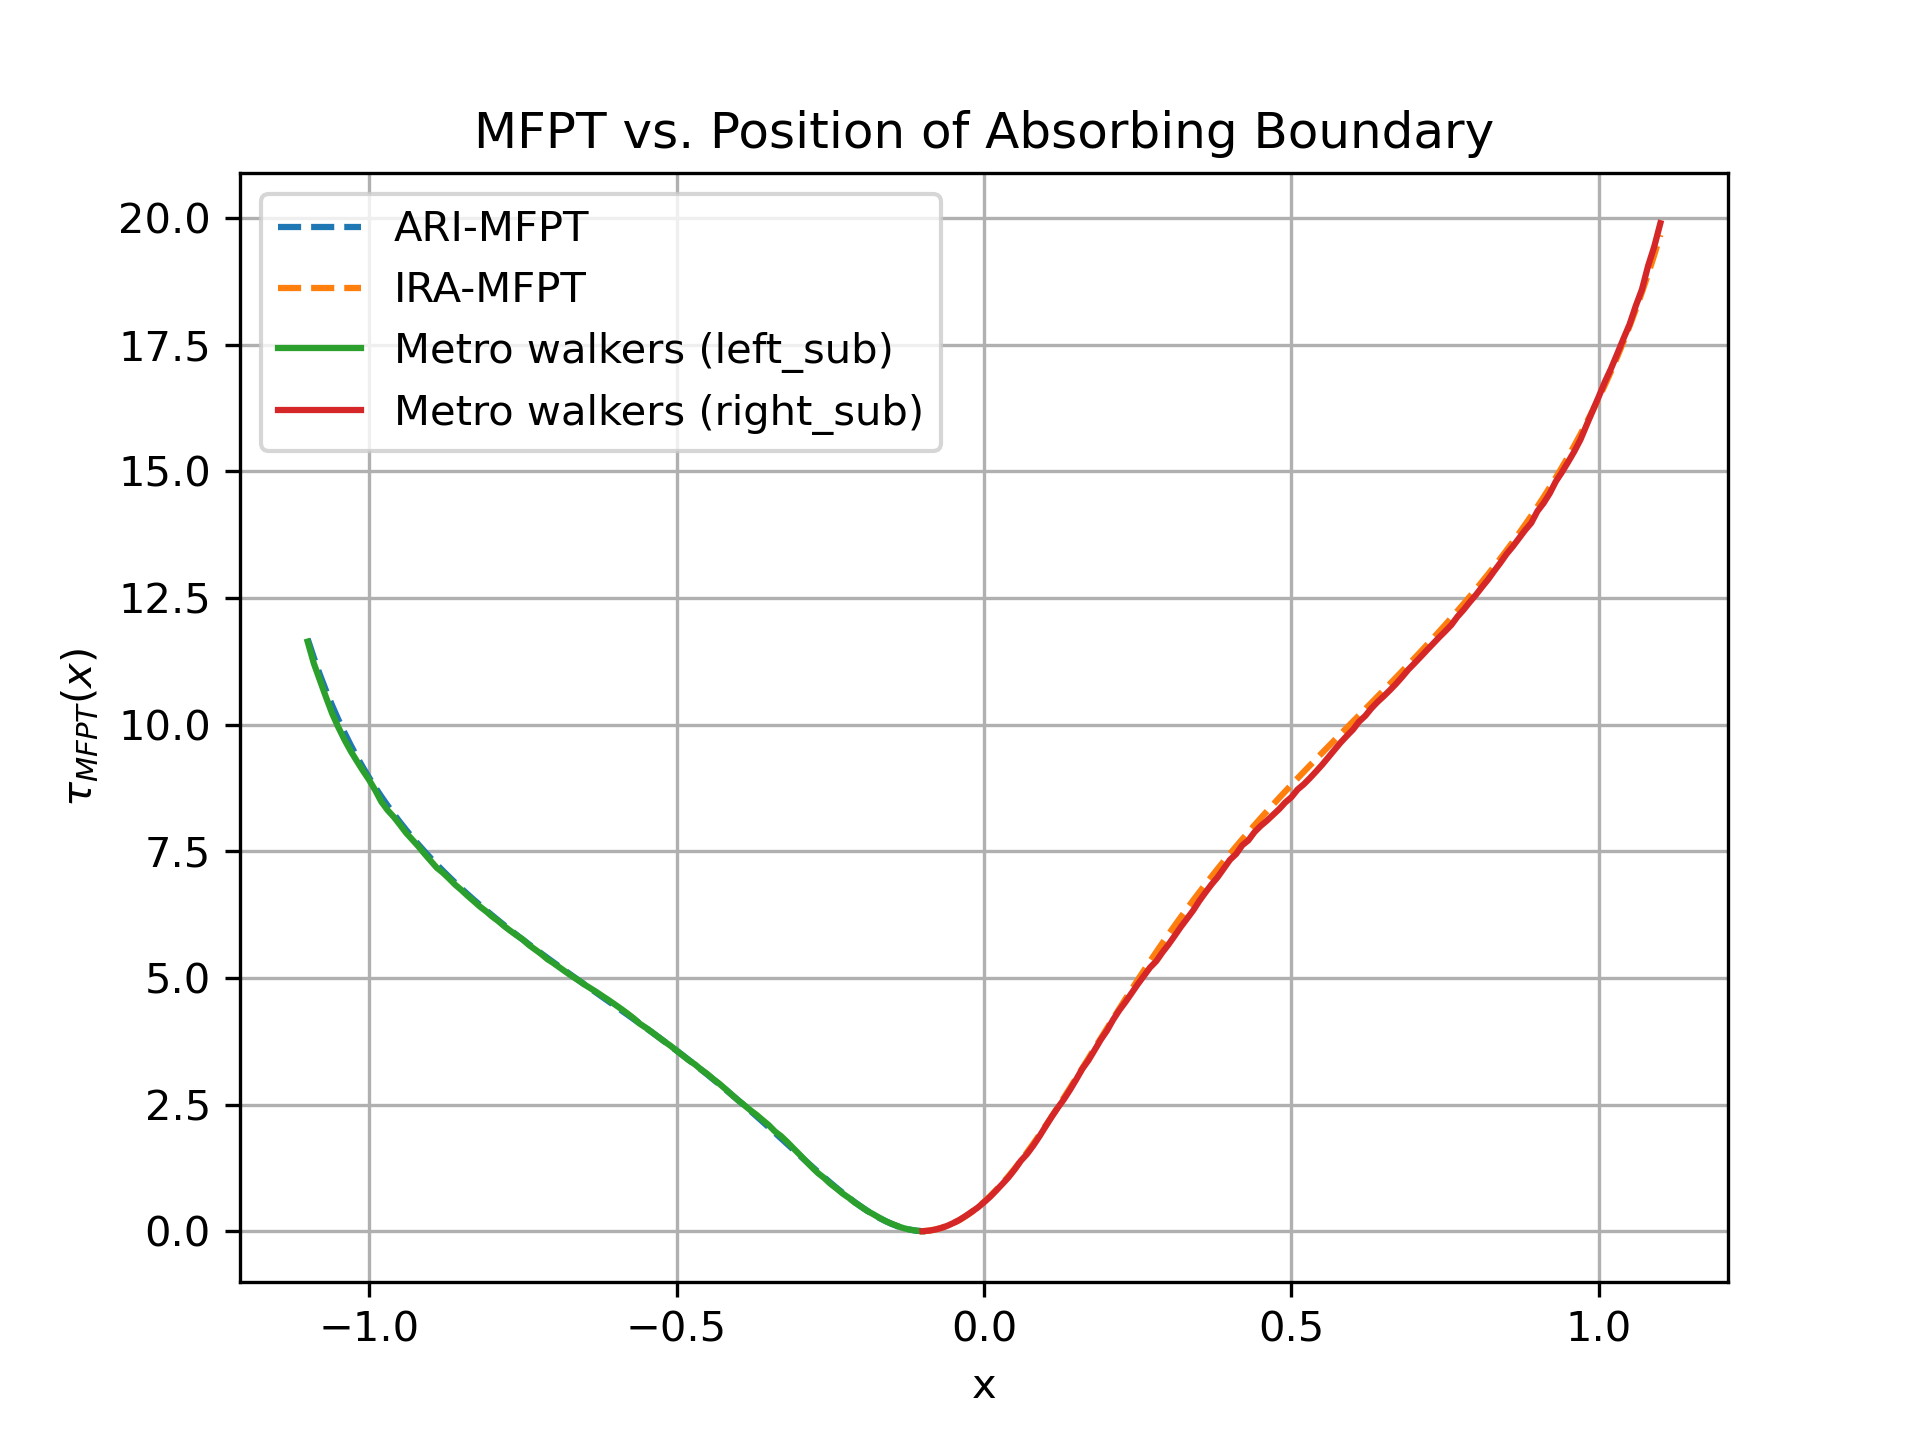 MFPT vs. Position of Absorbing Boundary
ARI-MFPT
IRA-MFPT
Metro walkers (left_sub)
Metro walkers (right_sub)
20.0
17.5
15.0
12.5
10.0
7.5
5.0
2.5
0.0
τ_{MFPT}(x)
−1.0 −0.5 0.0 0.5 1.0
x